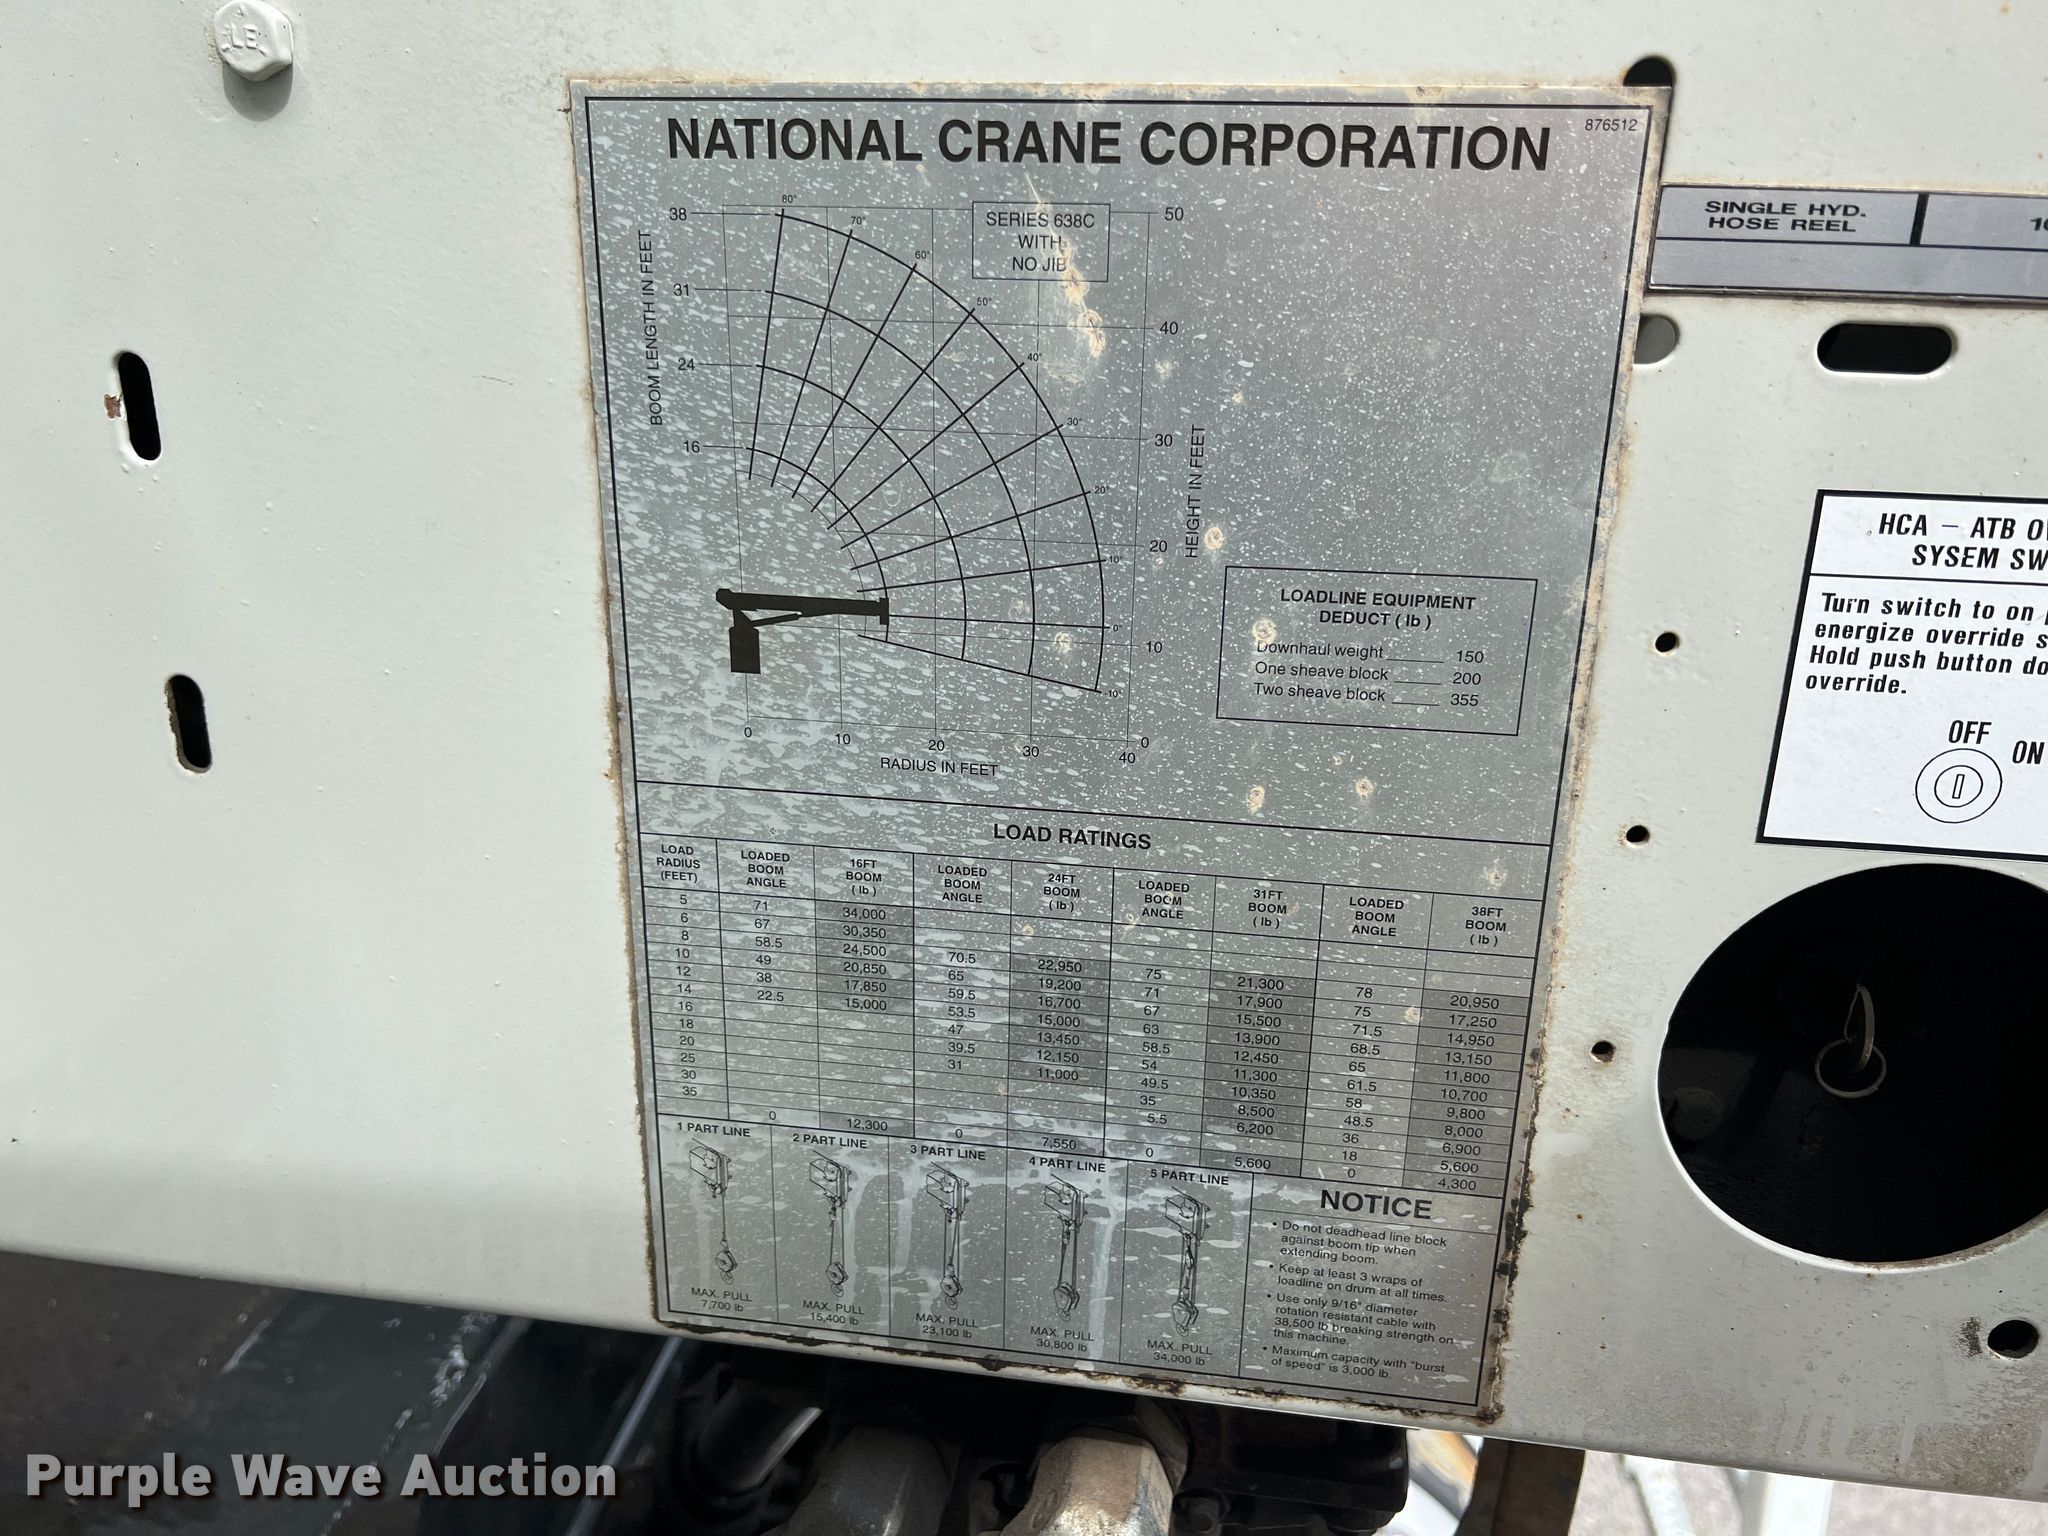 LE
NATIONAL CRANE CORPORATION
876512
SERIES 638C
WITH
NO JIB
BOOM LENGTH IN FEET
38
31
24
16
80°
70°
60°
50°
40°
30°
20°
10°
0°
-10
50
40
30
20
10
0
HEIGHT IN FEET
0 10 20 30 40
RADIUS IN FEET
LOADLINE EQUIPMENT
DEDUCT ( lb )
Downhaul weight 150
One sheave block 200
Two sheave block 355
LOAD RATINGS
LOAD RADIUS (FEET) LOADED BOOM ANGLE 16FT BOOM ( lb ) LOADED BOOM ANGLE 24FT BOOM ( lb ) LOADED BOOM ANGLE 31FT BOOM ( lb ) LOADED BOOM ANGLE 38FT BOOM ( lb )
5 71 34,000
6 67 30,350
8 58.5 24,500 70.5 22,950 75 21,300 78 20,950
10 49 20,850 65 19,200 71 17,900 75 17,250
12 38 17,850 59.5 16,700 67 15,500 71.5 14,950
14 22.5 15,000 53.5 15,000 63 13,900 68.5 13,150
16 47 13,450 58.5 12,450 65 11,800
18 39.5 12,150 54 11,300 61.5 10,700
20 31 11,000 49.5 10,350 58 9,800
25 35 8,500 48.5 8,000
30 5.5 6,200 36 6,900
35 18 5,600
0 12,300 0 7,550 0 5,600 0 4,300
1 PART LINE
MAX. PULL
7,700 lb
2 PART LINE
MAX. PULL
15,400 lb
3 PART LINE
MAX. PULL
23,100 lb
4 PART LINE
MAX. PULL
30,800 lb
5 PART LINE
MAX. PULL
34,000 lb
NOTICE
• Do not deadhead line block
against boom tip when
extending boom.
• Keep at least 3 wraps of
loadline on drum at all times.
• Use only 9/16" diameter
rotation resistant cable with
38,500 lb breaking strength on
this machine.
• Maximum capacity with "burst
of speed" is 3,000 lb.
SINGLE HYD.
HOSE REEL
HCA – ATB
SYSEM SW
Turn switch to on
energize override s
Hold push button do
override.
OFF
ON
Purple Wave Auction